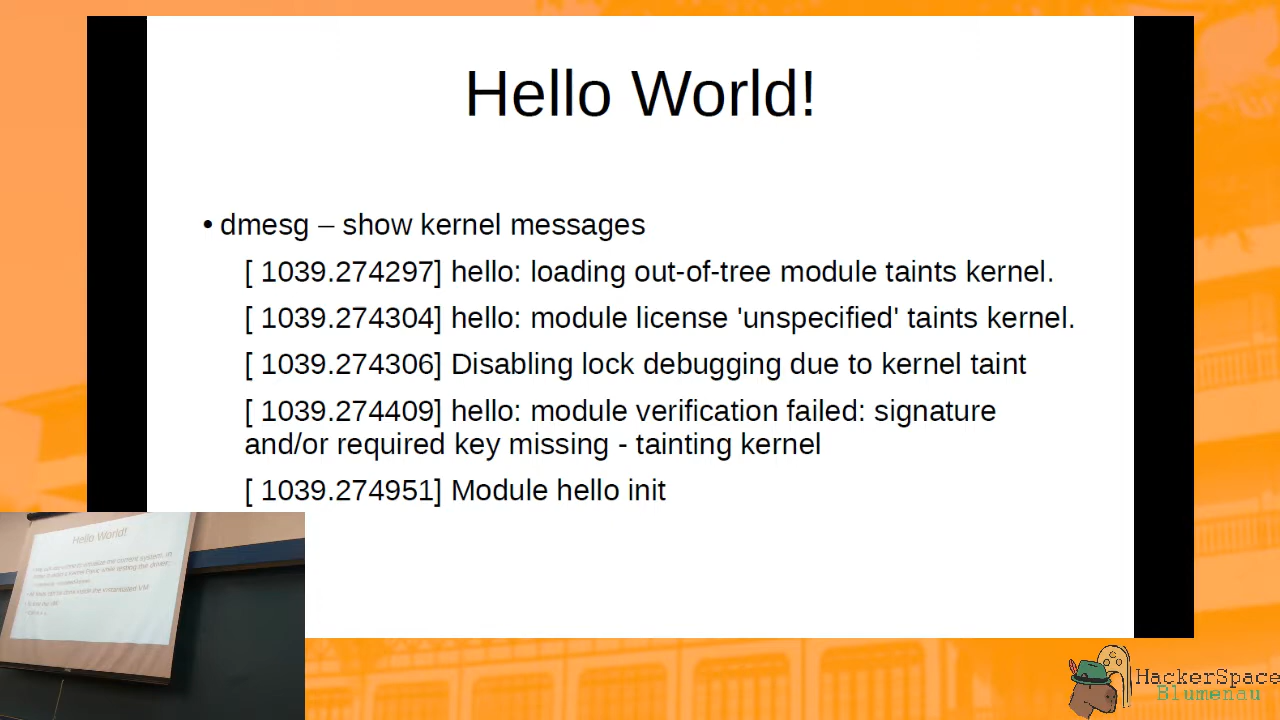 Hello World!
• dmesg – show kernel messages
[ 1039.274297] hello: loading out-of-tree module taints kernel.
[ 1039.274304] hello: module license 'unspecified' taints kernel.
[ 1039.274306] Disabling lock debugging due to kernel taint
[ 1039.274409] hello: module verification failed: signature
and/or required key missing - tainting kernel
[ 1039.274951] Module hello init
Hello World!
HackerSpace
Blumenau